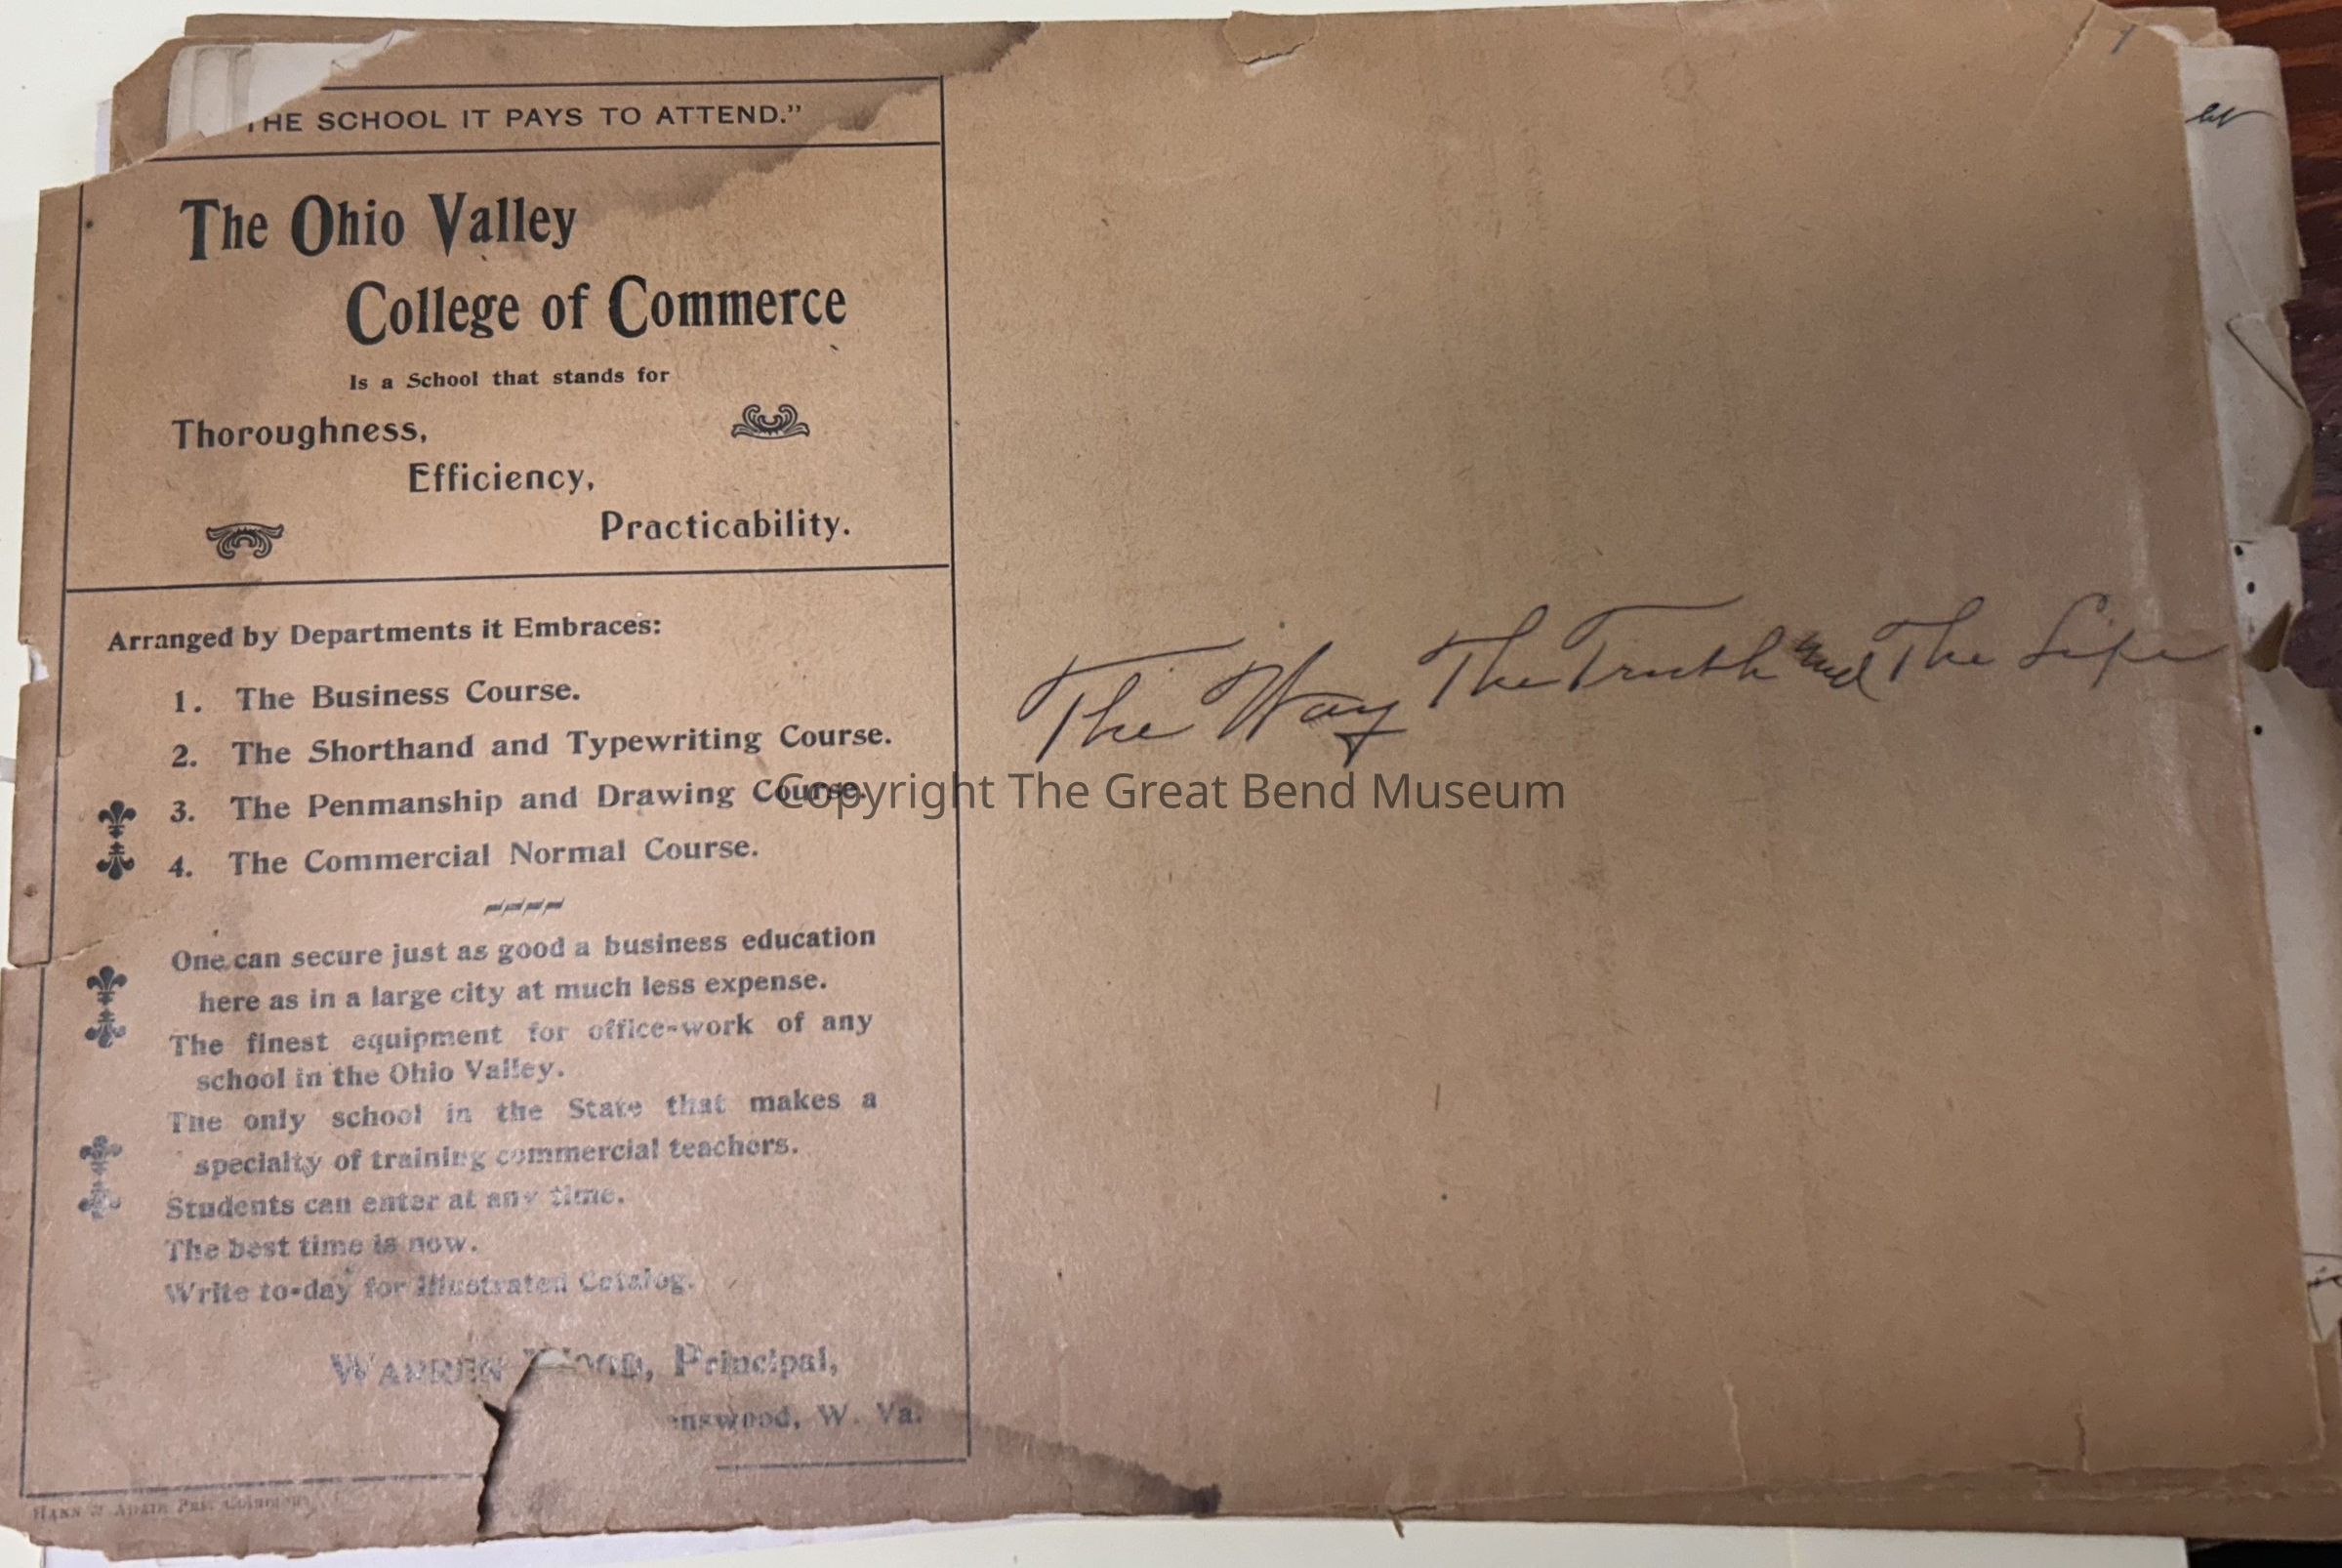 THE SCHOOL IT PAYS TO ATTEND."
The Ohio Valley
College of Commerce
Is a School that stands for
Thoroughness,
Efficiency,
Practicability.
Arranged by Departments it Embraces:
1. The Business Course.
2. The Shorthand and Typewriting Course.
3. The Penmanship and Drawing Course.
4. The Commercial Normal Course.
One can secure just as good a business education
here as in a large city at much less expense.
The finest equipment for office-work of any
school in the Ohio Valley.
The only school in the State that makes a
specialty of training commercial teachers.
Students can enter at any time.
The best time is now.
Write to-day for Illustrated Catalog.
WARREN WOOD, Principal,
enswood, W. Va.
The Way The Truth and The Life
Copyright The Great Bend Museum